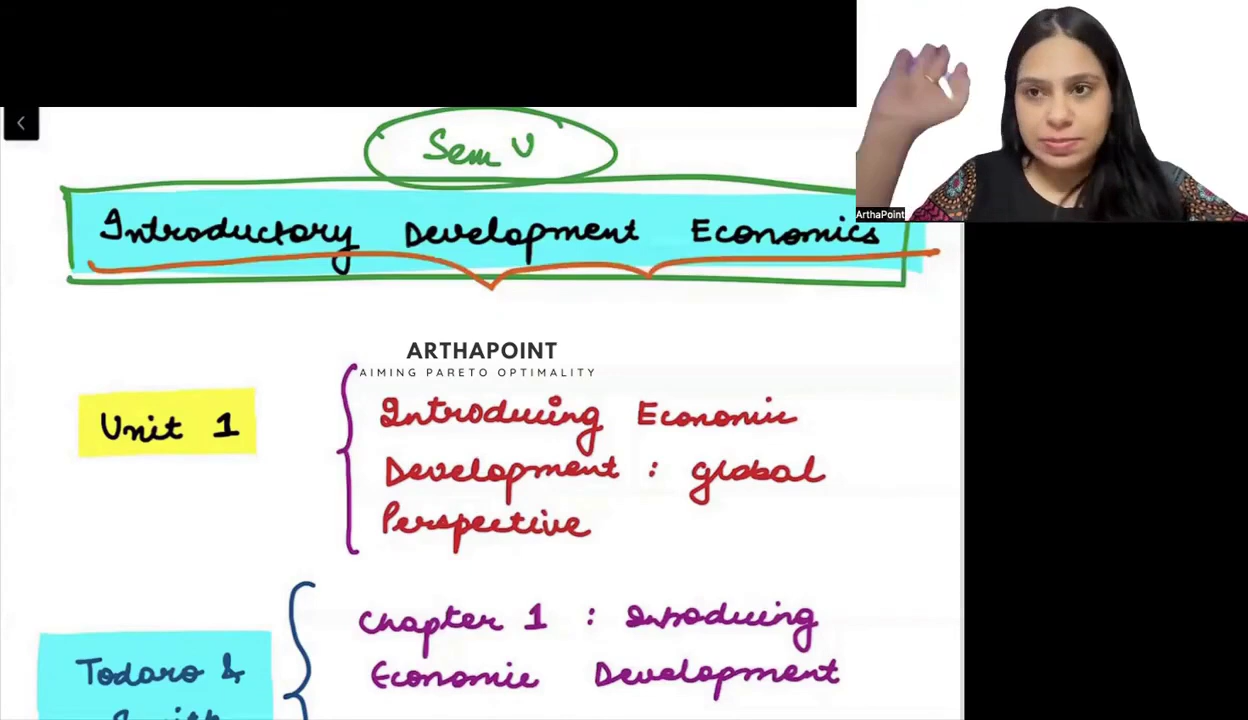 Sem V
Introductory Development Economics
ArthaPoint
ARTHAPOINT
AIMING PARETO OPTIMALITY
Unit 1
Introducing Economic
Development : Global
Perspective
Chapter 1 : Introducing
Economic Development
Todaro &
Smith